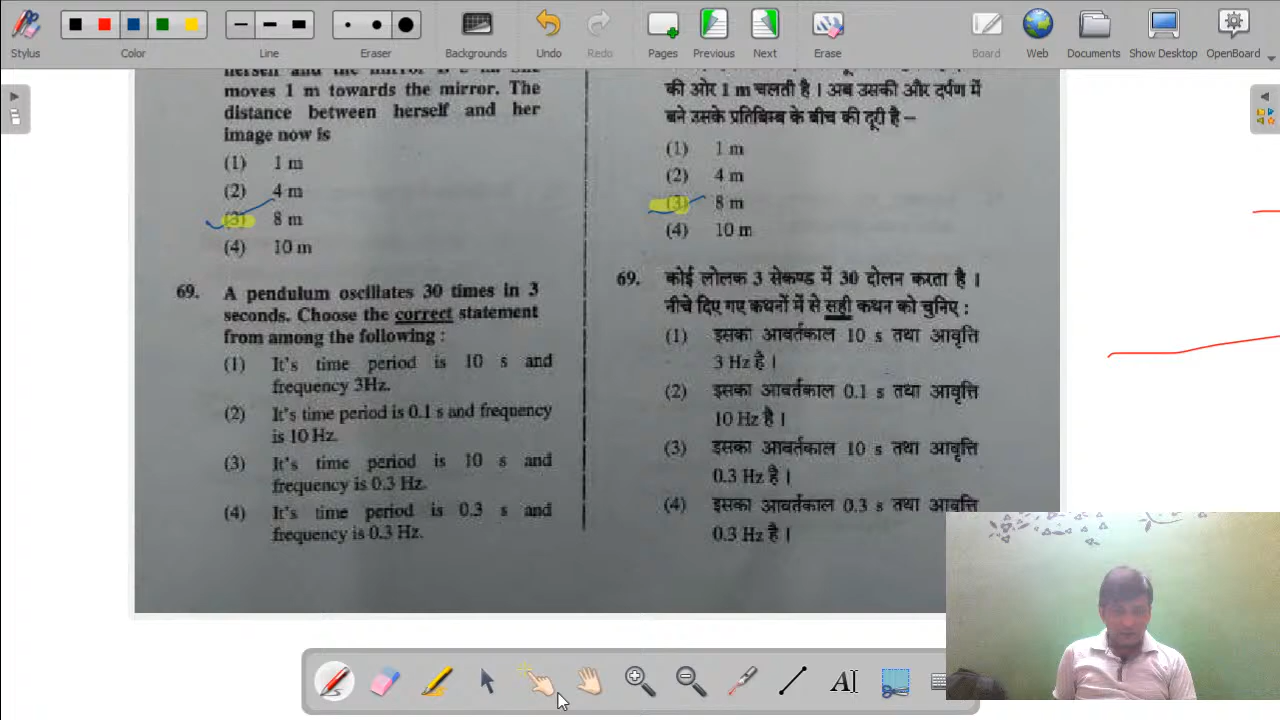 Stylus
Color
Line
Eraser
Backgrounds
Undo
Redo
Pages
Previous
Next
Erase
Board
Web
Documents
Show Desktop
OpenBoard
moves 1 m towards the mirror. The
distance between herself and her
image now is
(1) 1 m
(2) 4 m
(3) 8 m
(4) 10 m
69. A pendulum oscillates 30 times in 3
seconds. Choose the correct statement
from among the following :
(1) It's time period is 10 s and
frequency 3Hz.
(2) It's time period is 0.1 s and frequency
is 10 Hz.
(3) It's time period is 10 s and
frequency is 0.3 Hz.
(4) It's time period is 0.3 s and
frequency is 0.3 Hz.
की ओर 1 m चलती है । अब उसकी और दर्पण में
बने उसके प्रतिबिम्ब के बीच की दूरी है –
(1) 1 m
(2) 4 m
(3) 8 m
(4) 10 m
69. कोई लोलक 3 सेकण्ड में 30 दोलन करता है ।
नीचे दिए गए कथनों में से सही कथन को चुनिए :
(1) इसका आवर्तकाल 10 s तथा आवृत्ति
3 Hz है ।
(2) इसका आवर्तकाल 0.1 s तथा आवृत्ति
10 Hz है ।
(3) इसका आवर्तकाल 10 s तथा आवृत्ति
0.3 Hz है ।
(4) इसका आवर्तकाल 0.3 s तथा आवृत्ति
0.3 Hz है ।